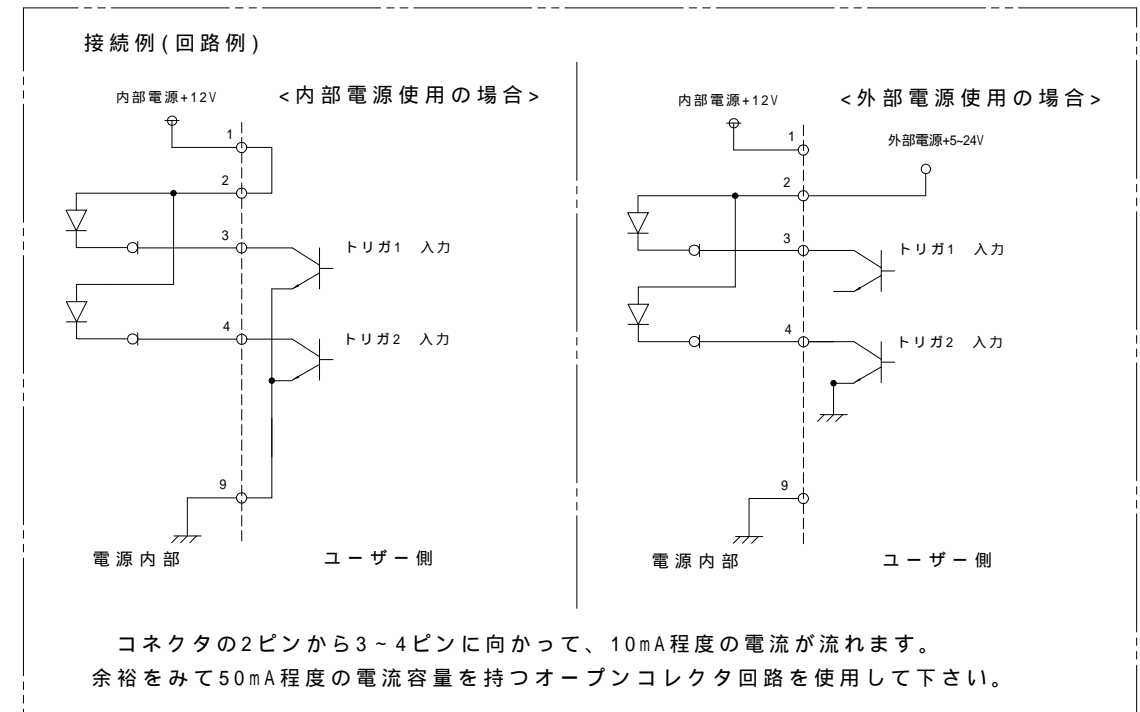 接続例(回路例)
内部電源+12V
<内部電源使用の場合>
1
2
3
トリガ1 入力
4
トリガ2 入力
9
電源内部
ユーザー側
内部電源+12V
<外部電源使用の場合>
外部電源+5~24V
1
2
3
トリガ1 入力
4
トリガ2 入力
9
電源内部
ユーザー側
コネクタの2ピンから3~4ピンに向かって、10mA程度の電流が流れます。
余裕をみて50mA程度の電流容量を持つオープンコレクタ回路を使用して下さい。